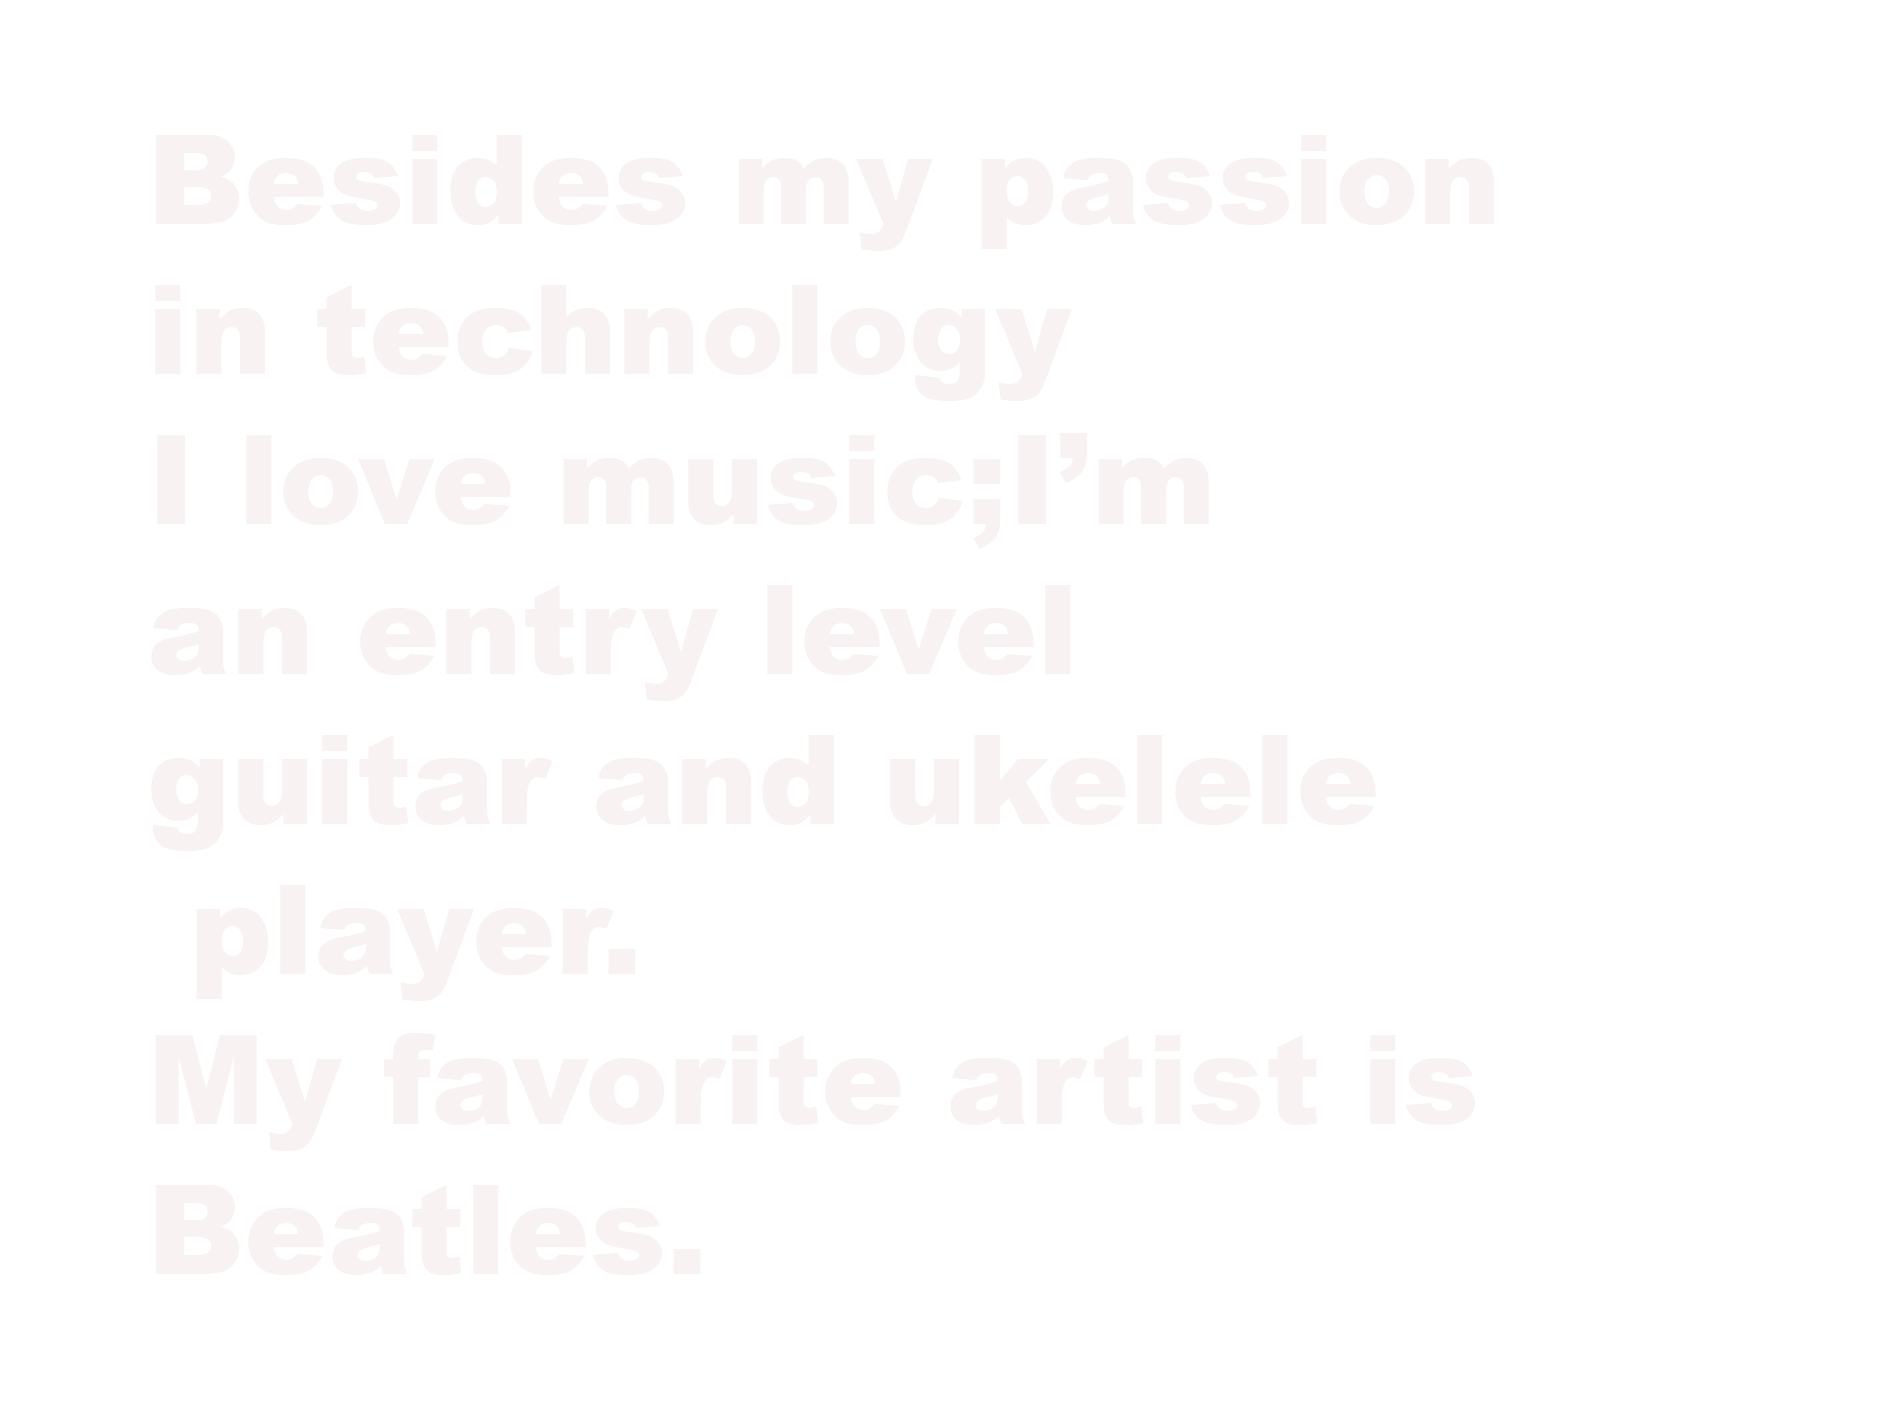 Besides my passion
in technology
I love music;I’m
an entry level
guitar and ukelele
player.
My favorite artist is
Beatles.